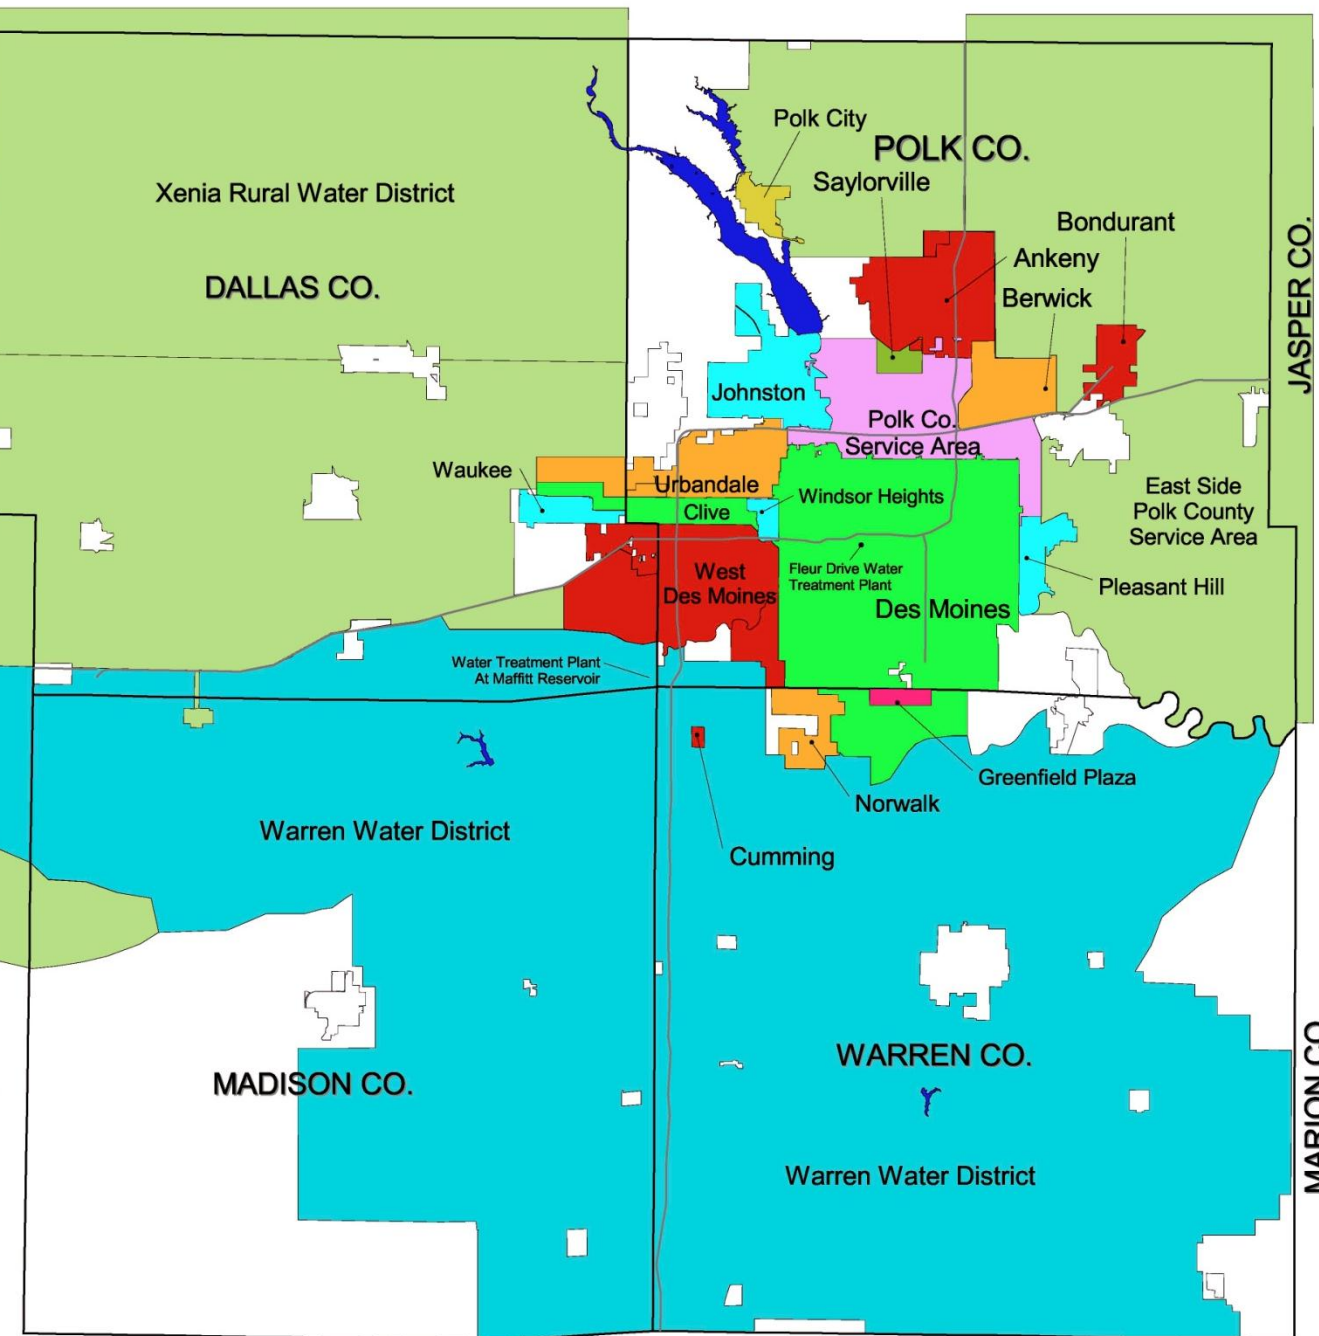 Polk City
POLK CO.
Saylorville
Xenia Rural Water District
Bondurant
Ankeny
DALLAS CO.
Berwick
JASPER CO.
Johnston
Polk Co.
Service Area
Waukee
Urbandale
Windsor Heights
Clive
East Side
Polk County
Service Area
West
Des Moines
Fleur Drive Water
Treatment Plant
Pleasant Hill
Des Moines
Water Treatment Plant
At Maffitt Reservoir
Greenfield Plaza
Norwalk
Warren Water District
Cumming
WARREN CO.
MADISON CO.
MARION CO.
Warren Water District